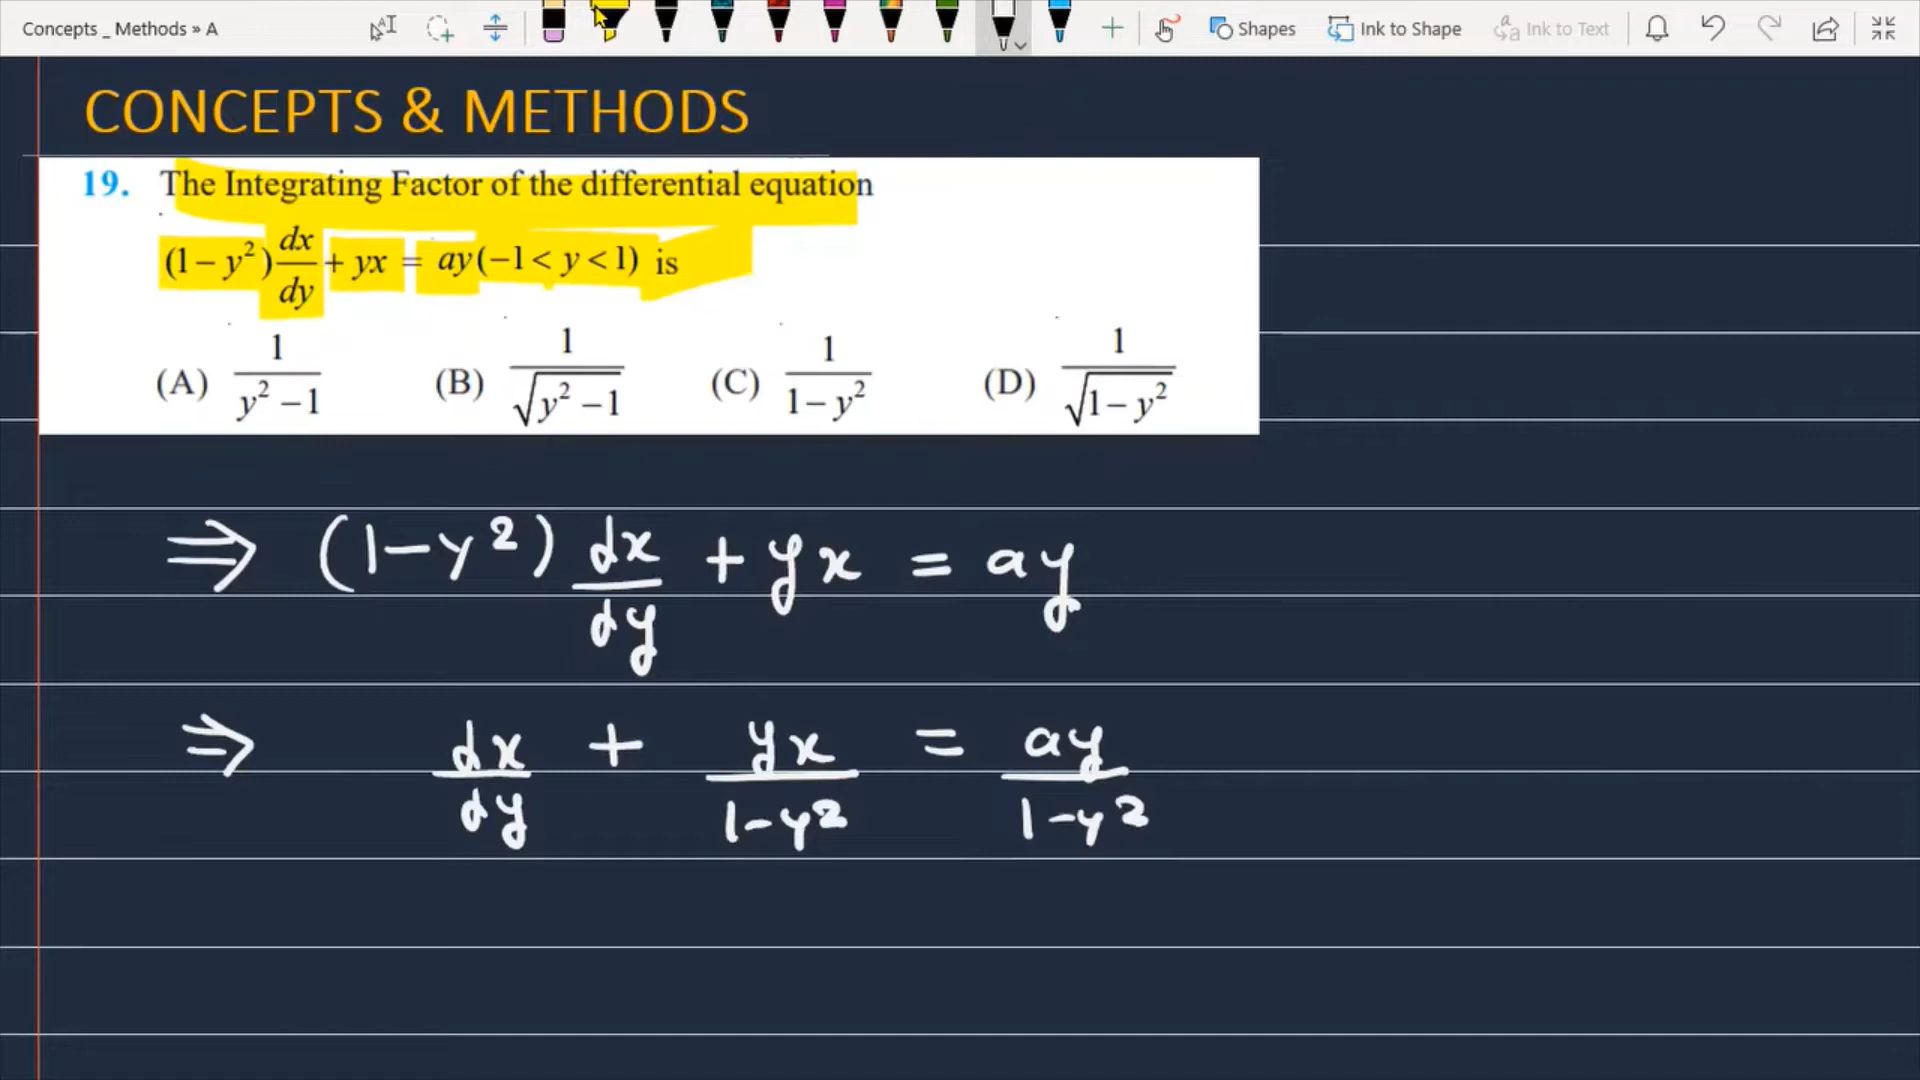 Concepts _ Methods » A
Shapes Ink to Shape Ink to Text
CONCEPTS & METHODS
19. The Integrating Factor of the differential equation
(1 – y²) dx/dy + yx = ay(–1 < y < 1) is
(A) 1/(y² – 1) (B) 1/√(y² – 1) (C) 1/(1 – y²) (D) 1/√(1 – y²)
⇒ (1 – y²) dx/dy + yx = ay
⇒ dx/dy + yx/(1 – y²) = ay/(1 – y²)